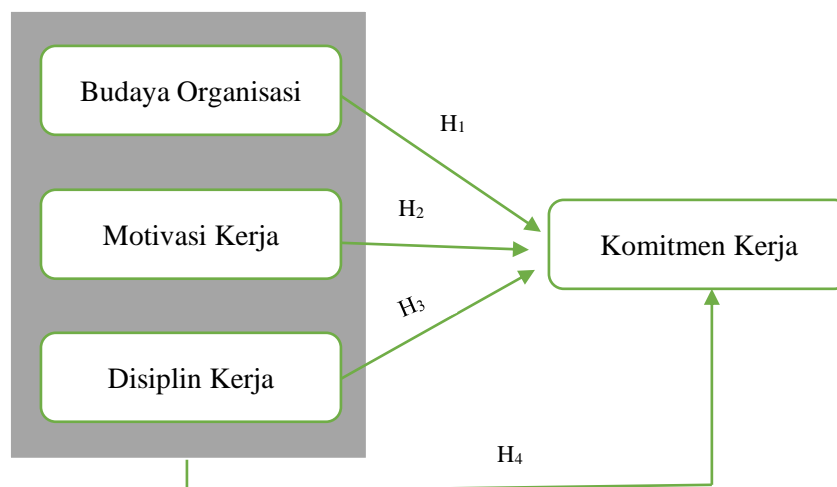 Budaya Organisasi
H1
Motivasi Kerja
H2
Komitmen Kerja
H3
Disiplin Kerja
H4